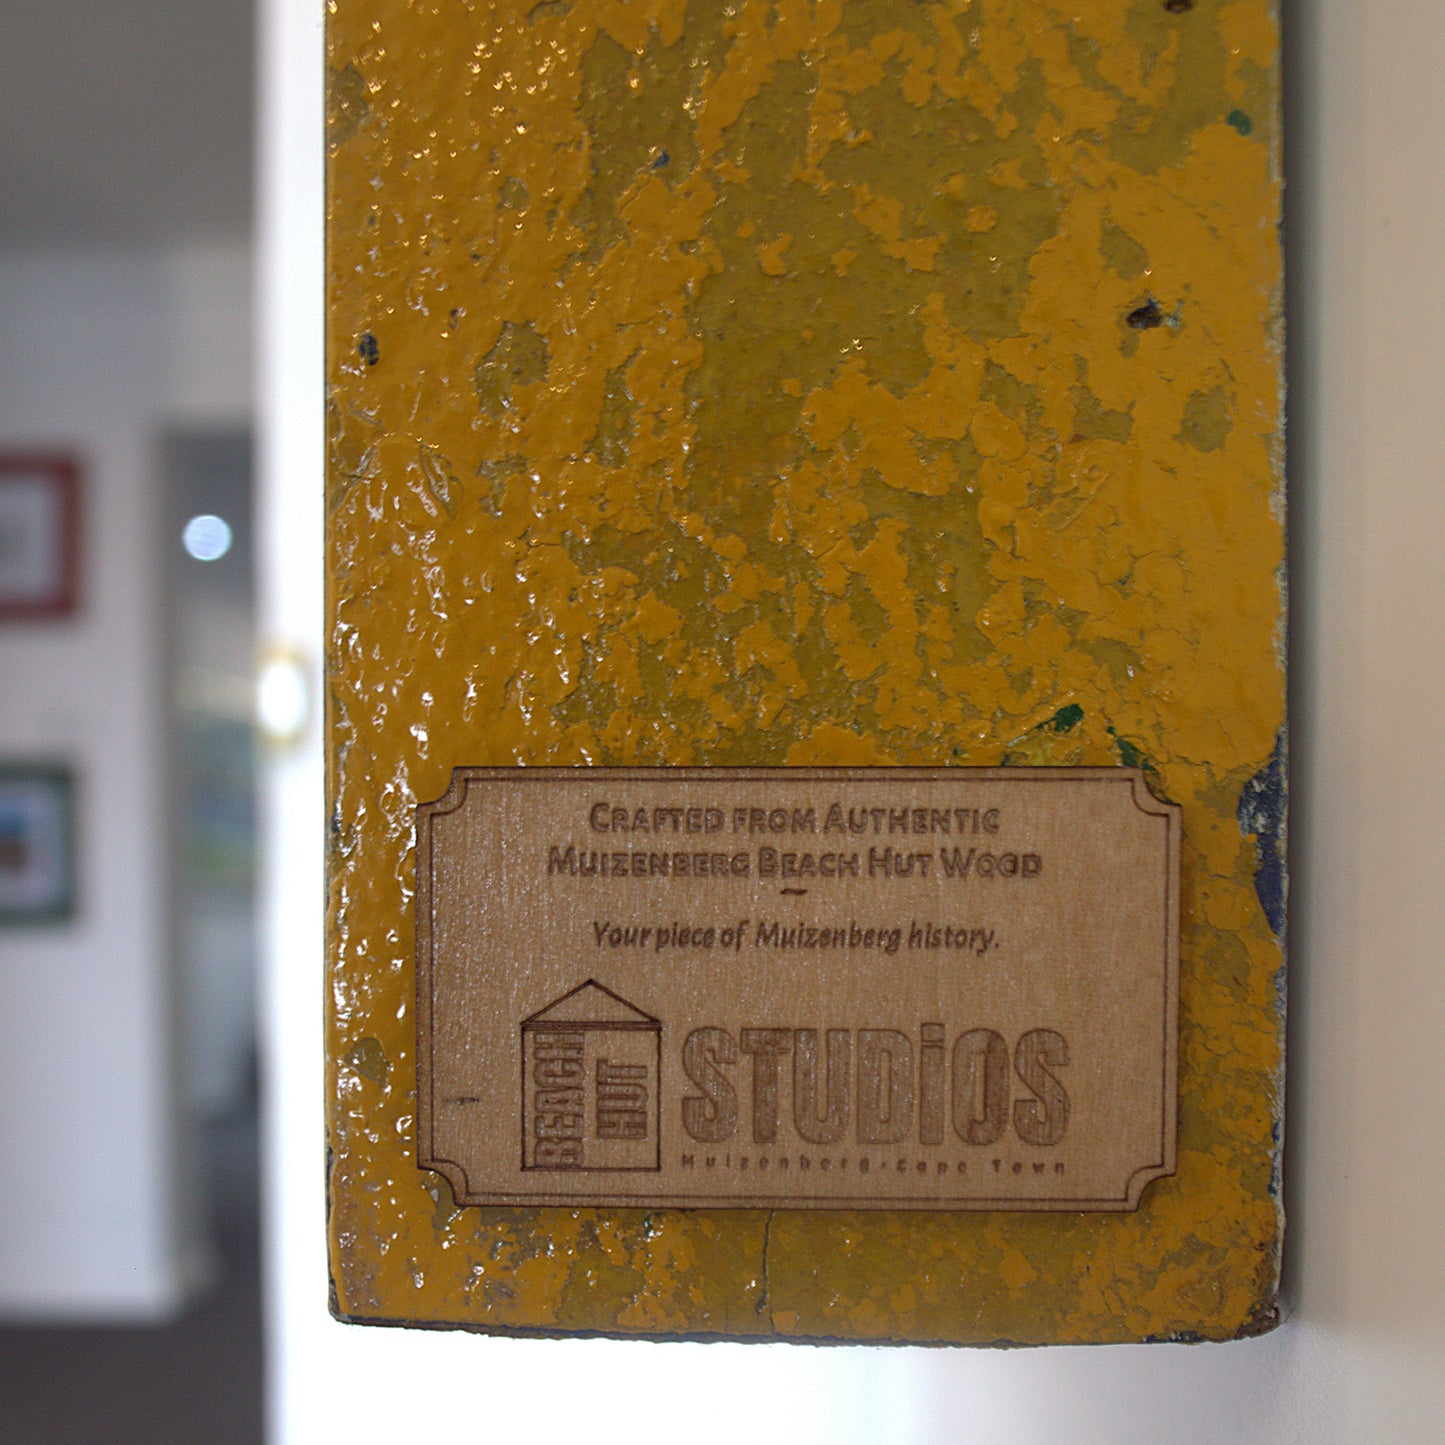 Crafted from Authentic
Muizenberg Beach Hut Wood
Your piece of Muizenberg history.
BEACH
HUT
STUDiOS
Muizenberg · Cape Town